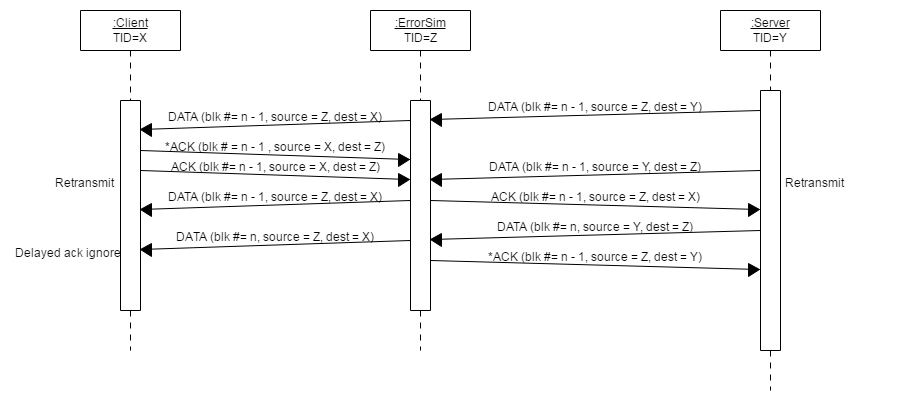 :Client
TID=X
:ErrorSim
TID=Z
:Server
TID=Y
DATA (blk #= n - 1, source = Z, dest = Y)
DATA (blk #= n - 1, source = Z, dest = X)
*ACK (blk # = n - 1 , source = X, dest = Z)
ACK (blk #= n - 1, source = X, dest = Z)
DATA (blk #= n - 1, source = Y, dest = Z)
Retransmit
Retransmit
DATA (blk #= n - 1, source = Z, dest = X)
ACK (blk #= n - 1, source = Z, dest = X)
DATA (blk #= n, source = Y, dest = Z)
DATA (blk #= n, source = Z, dest = X)
Delayed ack ignore
*ACK (blk #= n - 1, source = Z, dest = Y)